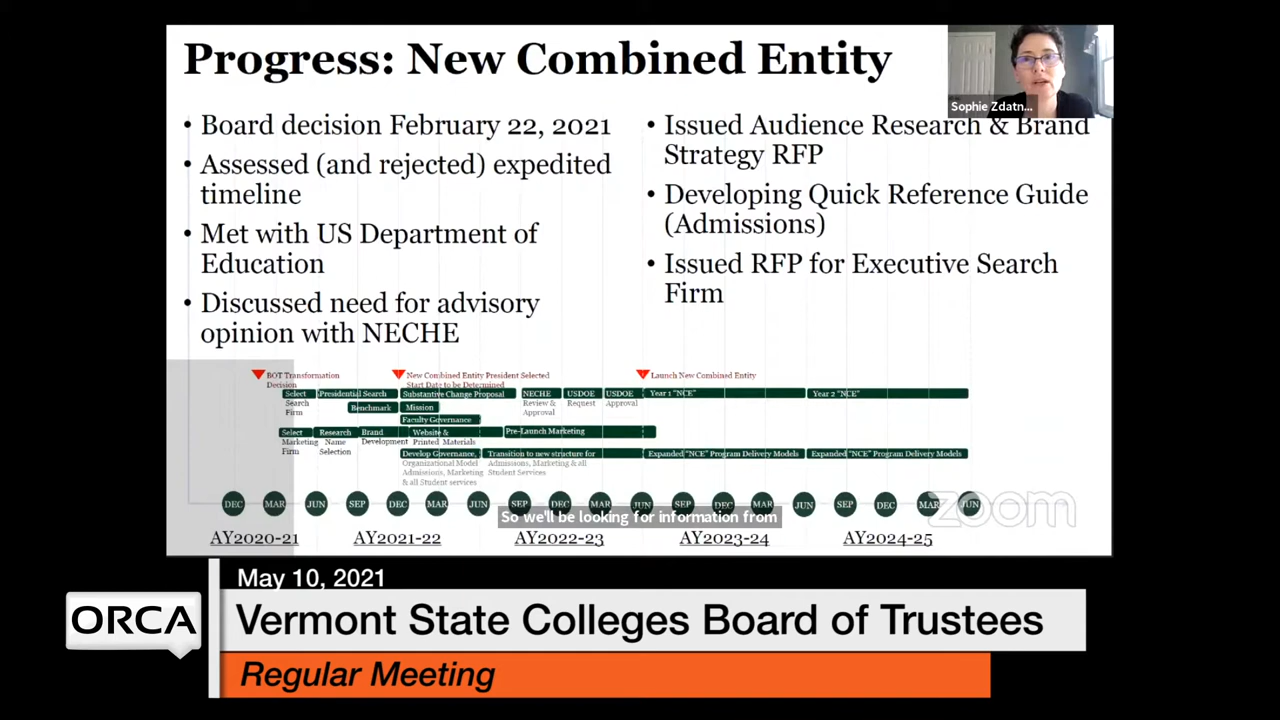 Progress: New Combined Entity
Sophie Zdatn...
• Board decision February 22, 2021
• Assessed (and rejected) expedited
timeline
• Met with US Department of
Education
• Discussed need for advisory
opinion with NECHE
• Issued Audience Research & Brand
Strategy RFP
• Developing Quick Reference Guide
(Admissions)
• Issued RFP for Executive Search
Firm
BOT Transformation
Decision
New Combined Entity President Selected
Start Date to be Determined
Launch New Combined Entity
Select
Search
Firm
Presidential Search
Substantive Change Proposal
NECHE
Review &
Approval
USDOE
Request
USDOE
Approval
Year 1 "NCE"
Year 2 "NCE"
Benchmark
Mission
Faculty Governance
Select
Marketing
Firm
Research
Name
Selection
Brand
Development
Website &
Printed Materials
Pre-Launch Marketing
Develop Governance,
Organizational Model
Admissions, Marketing
& all Student services
Transition to new structure for
Admissions, Marketing & all
Student Services
Expanded "NCE" Program Delivery Models
Expanded "NCE" Program Delivery Models
DEC MAR JUN SEP DEC MAR JUN SEP DEC MAR JUN SEP DEC MAR JUN SEP DEC MAR JUN
zoom
So we'll be looking for information from
AY2020-21 AY2021-22 AY2022-23 AY2023-24 AY2024-25
May 10, 2021
ORCA
Vermont State Colleges Board of Trustees
Regular Meeting